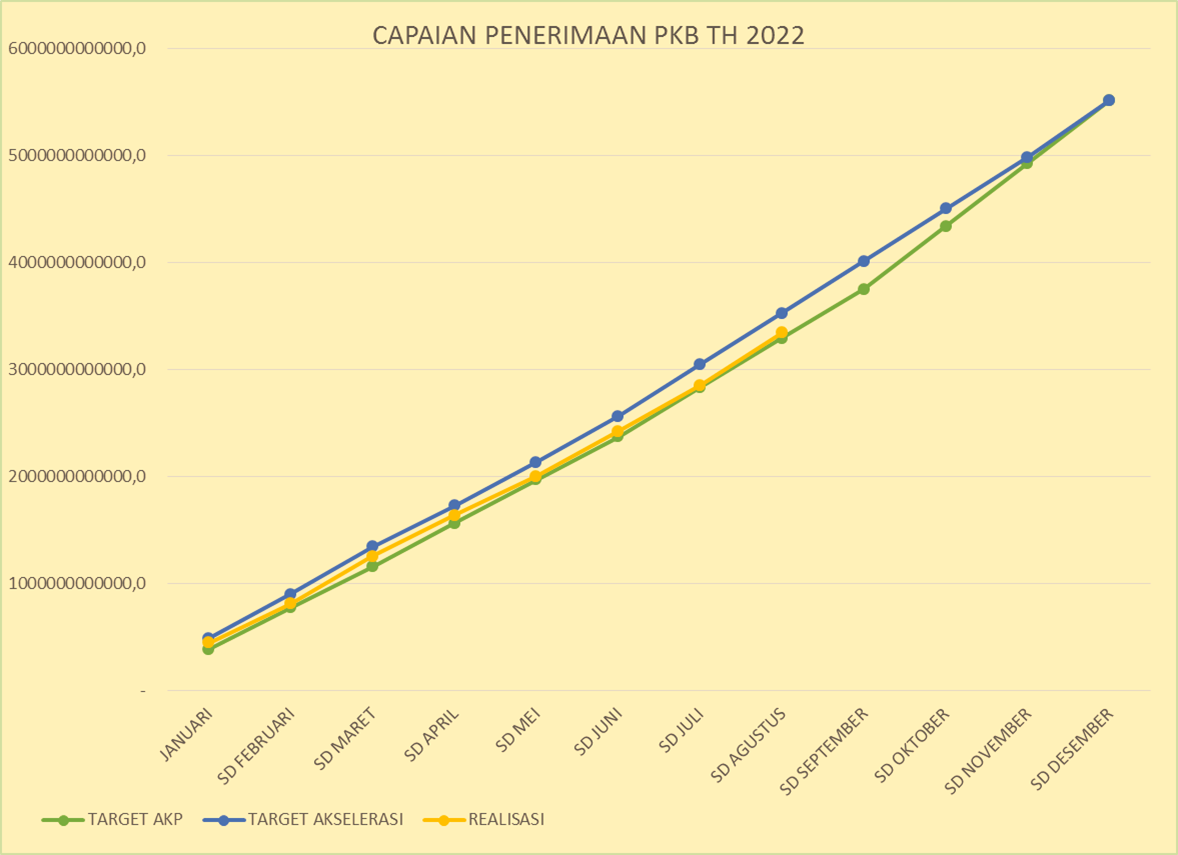 CAPAIAN PENERIMAAN PKB TH 2022
6000000000000,0
5000000000000,0
4000000000000,0
3000000000000,0
2000000000000,0
1000000000000,0
-
JANUARI
SD FEBRUARI
SD MARET
SD APRIL
SD MEI
SD JUNI
SD JULI
SD AGUSTUS
SD SEPTEMBER
SD OKTOBER
SD NOVEMBER
SD DESEMBER
TARGET AKP TARGET AKSELERASI REALISASI